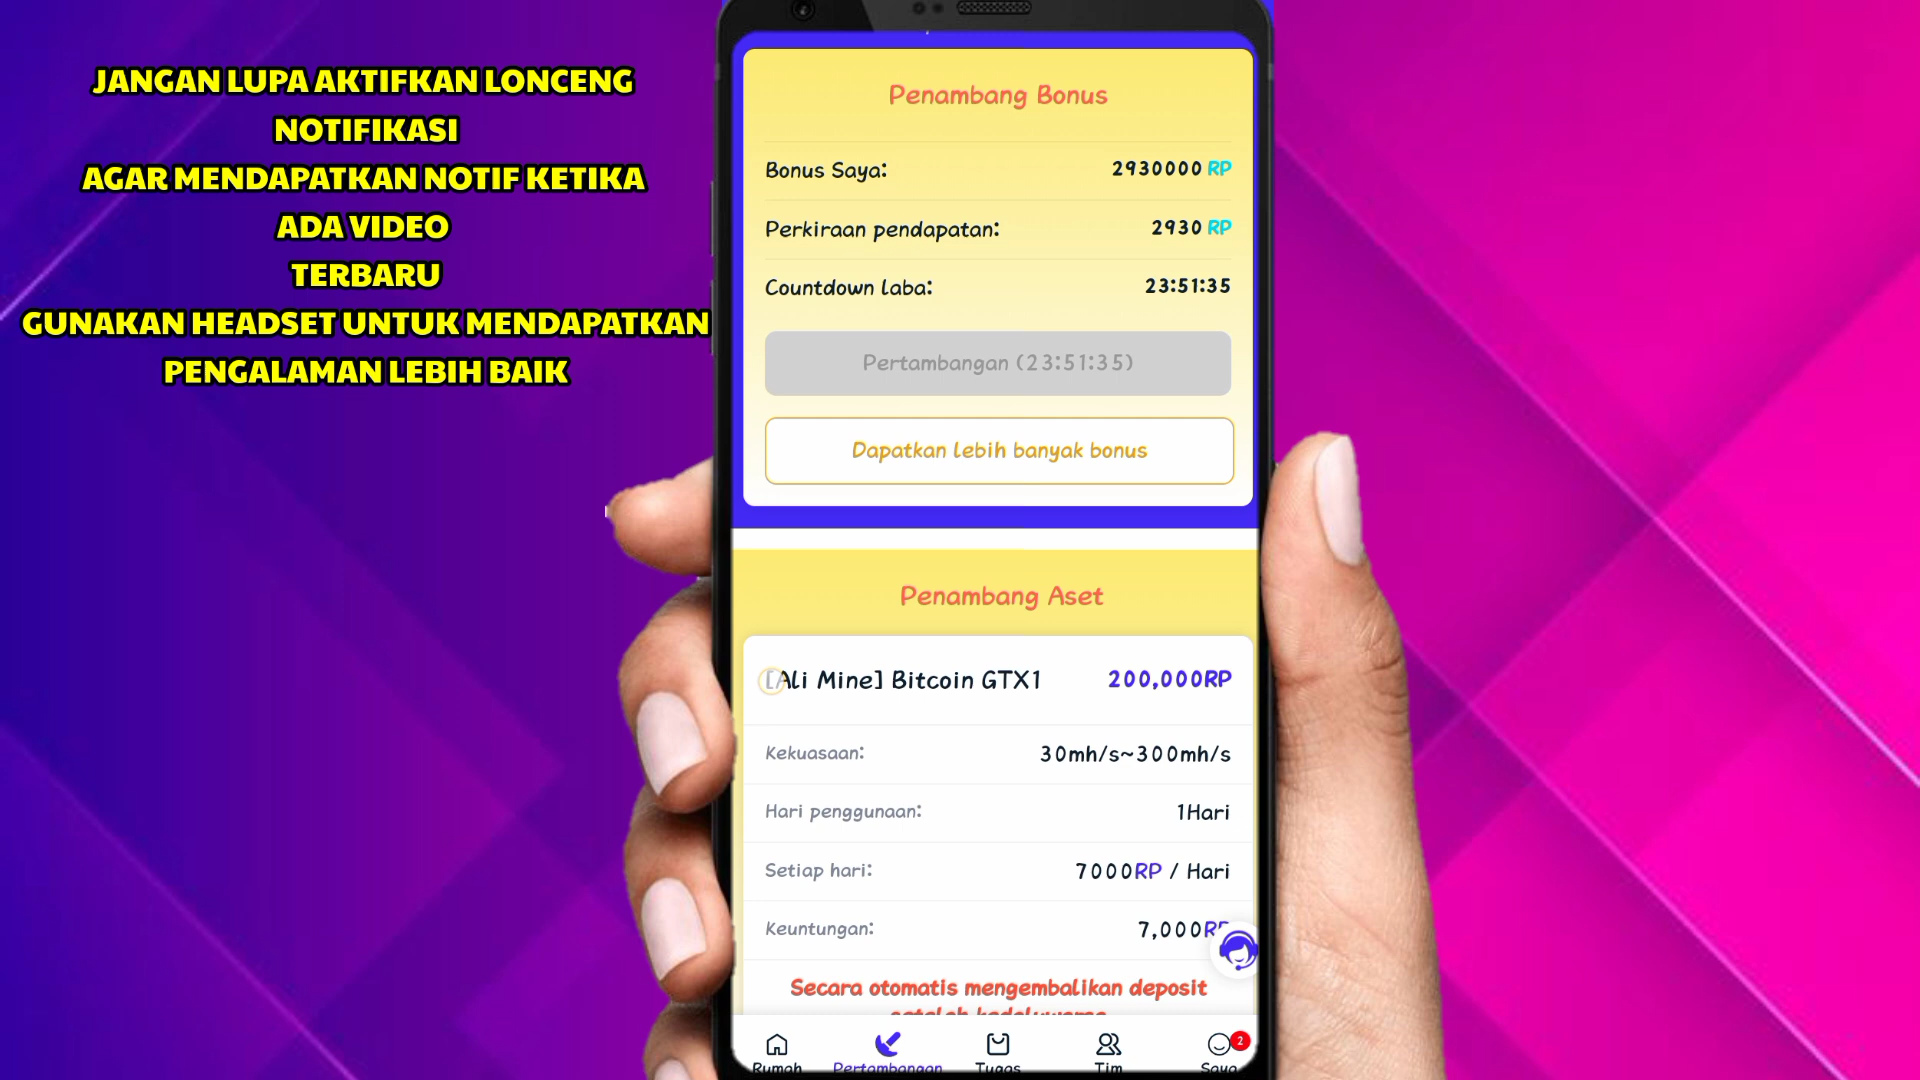 JANGAN LUPA AKTIFKAN LONCENG
NOTIFIKASI
AGAR MENDAPATKAN NOTIF KETIKA
ADA VIDEO
TERBARU
GUNAKAN HEADSET UNTUK MENDAPATKAN
PENGALAMAN LEBIH BAIK
Penambang Bonus
Bonus Saya: 2930000 RP
Perkiraan pendapatan: 2930 RP
Countdown laba: 23:51:35
Pertambangan (23:51:35)
Dapatkan lebih banyak bonus
Penambang Aset
[Ali Mine] Bitcoin GTX1 200,000RP
Kekuasaan: 30mh/s~300mh/s
Hari penggunaan: 1Hari
Setiap hari: 7000RP / Hari
Keuntungan: 7,000RP
Secara otomatis mengembalikan deposit
2
Rumah Pertambangan Tugas Tim Saya